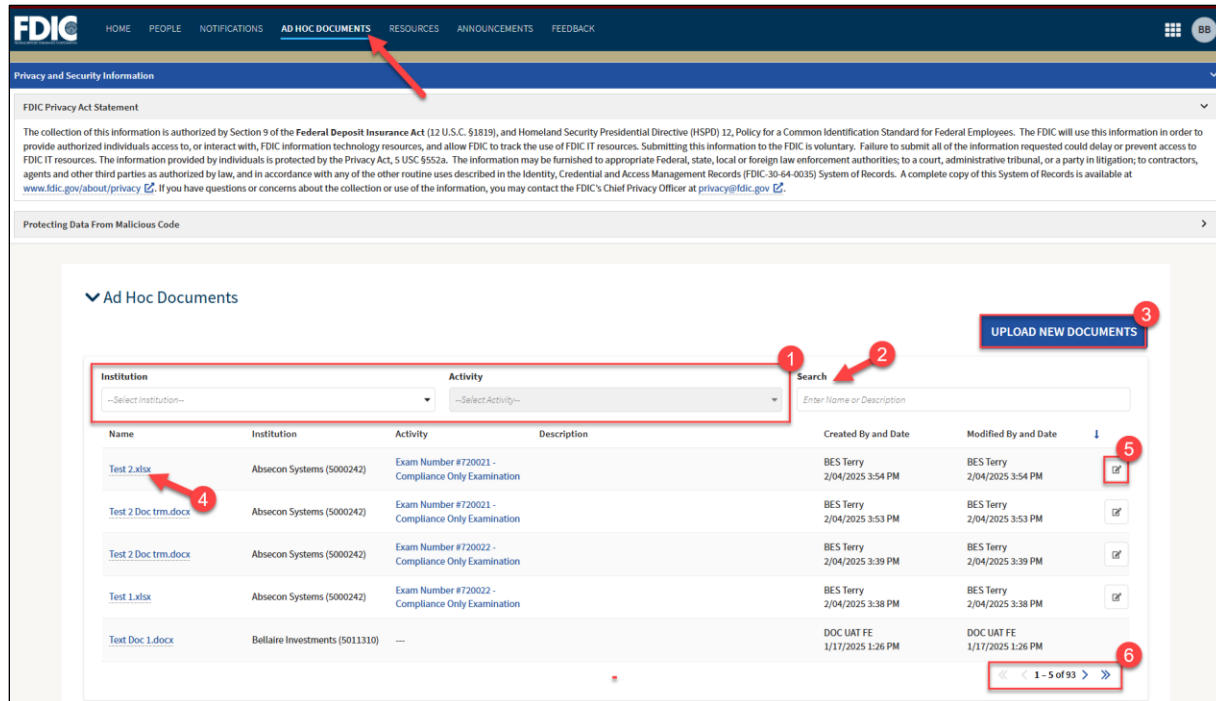 FDIC HOME PEOPLE NOTIFICATIONS AD HOC DOCUMENTS RESOURCES ANNOUNCEMENTS FEEDBACK BB
Privacy and Security Information
FDIC Privacy Act Statement
The collection of this information is authorized by Section 9 of the Federal Deposit Insurance Act (12 U.S.C. §1819), and Homeland Security Presidential Directive (HSPD) 12, Policy for a Common Identification Standard for Federal Employees. The FDIC will use this information in order to
provide authorized individuals access to, or interact with, FDIC information technology resources, and allow FDIC to track the use of FDIC IT resources. Submitting this information to the FDIC is voluntary. Failure to submit all of the information requested could delay or prevent access to
FDIC IT resources. The information provided by individuals is protected by the Privacy Act, 5 USC §552a. The information may be furnished to appropriate Federal, state, local or foreign law enforcement authorities; to a court, administrative tribunal, or a party in litigation; to contractors,
agents and other third parties as authorized by law, and in accordance with any of the other routine uses described in the Identity, Credential and Access Management Records (FDIC-30-64-0035) System of Records. A complete copy of this System of Records is available at
www.fdic.gov/about/privacy. If you have questions or concerns about the collection or use of the information, you may contact the FDIC's Chief Privacy Officer at privacy@fdic.gov.
Protecting Data From Malicious Code
Ad Hoc Documents
3
UPLOAD NEW DOCUMENTS
1 2
Institution Activity Search
--Select Institution-- --Select Activity-- Enter Name or Description
Name Institution Activity Description Created By and Date Modified By and Date
5
Test 2.xlsx Absecon Systems (5000242) Exam Number #720021 - Compliance Only Examination BES Terry 2/04/2025 3:54 PM BES Terry 2/04/2025 3:54 PM
4
Test 2 Doc trm.docx Absecon Systems (5000242) Exam Number #720021 - Compliance Only Examination BES Terry 2/04/2025 3:53 PM BES Terry 2/04/2025 3:53 PM
Test 2 Doc trm.docx Absecon Systems (5000242) Exam Number #720022 - Compliance Only Examination BES Terry 2/04/2025 3:39 PM BES Terry 2/04/2025 3:39 PM
Test 1.xlsx Absecon Systems (5000242) Exam Number #720022 - Compliance Only Examination BES Terry 2/04/2025 3:38 PM BES Terry 2/04/2025 3:38 PM
Text Doc 1.docx Bellaire Investments (5011310) --- DOC UAT FE 1/17/2025 1:26 PM DOC UAT FE 1/17/2025 1:26 PM
6
1 – 5 of 93